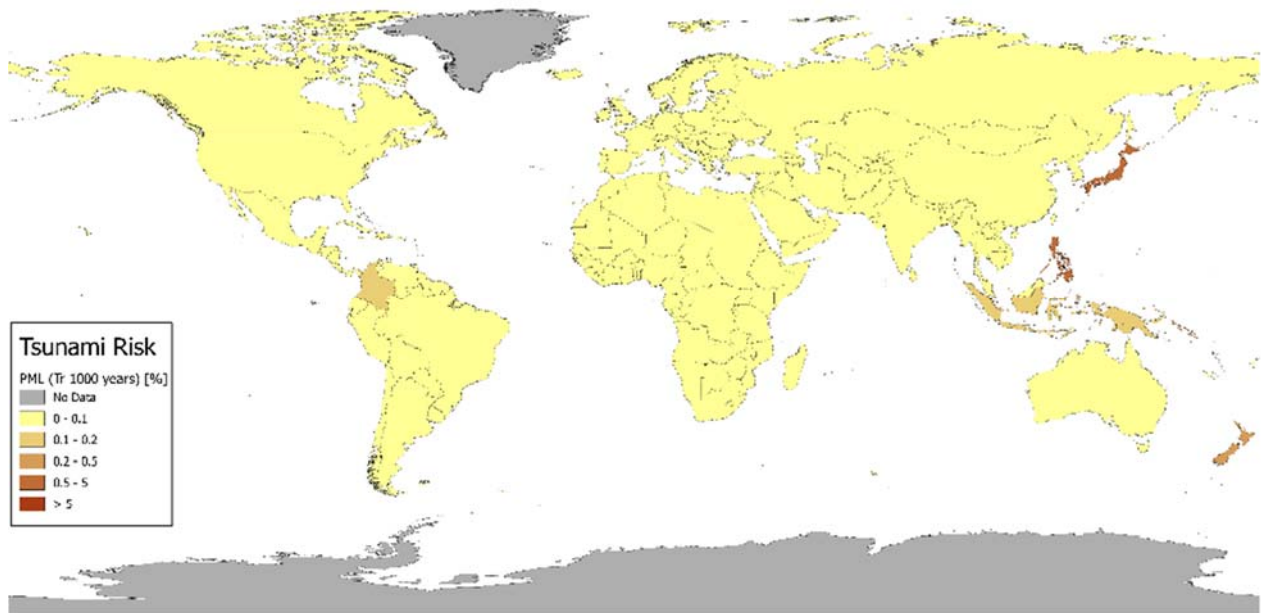 Tsunami Risk
PML (Tr 1000 years) [%]
No Data
0 - 0.1
0.1 - 0.2
0.2 - 0.5
0.5 - 5
> 5